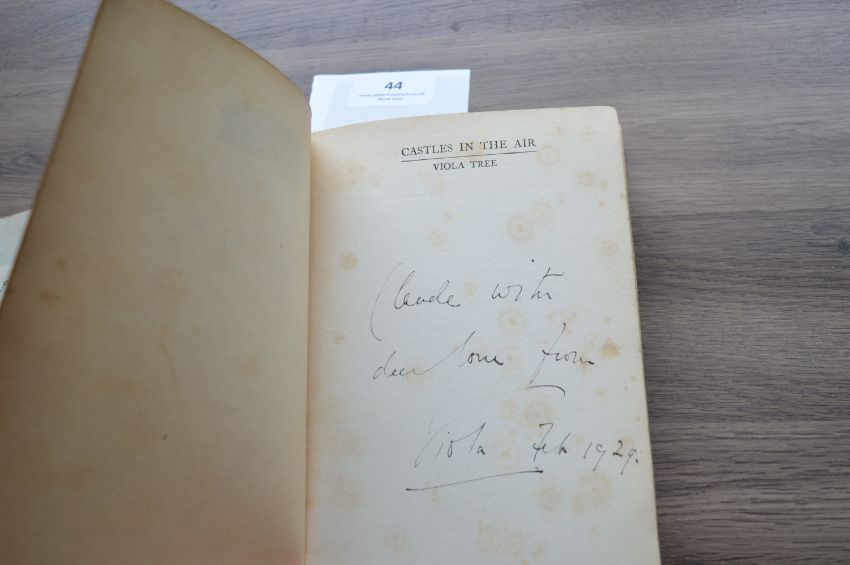 44
CASTLES IN THE AIR
VIOLA TREE
Claude with
dear love from
Viola Feb 1929.